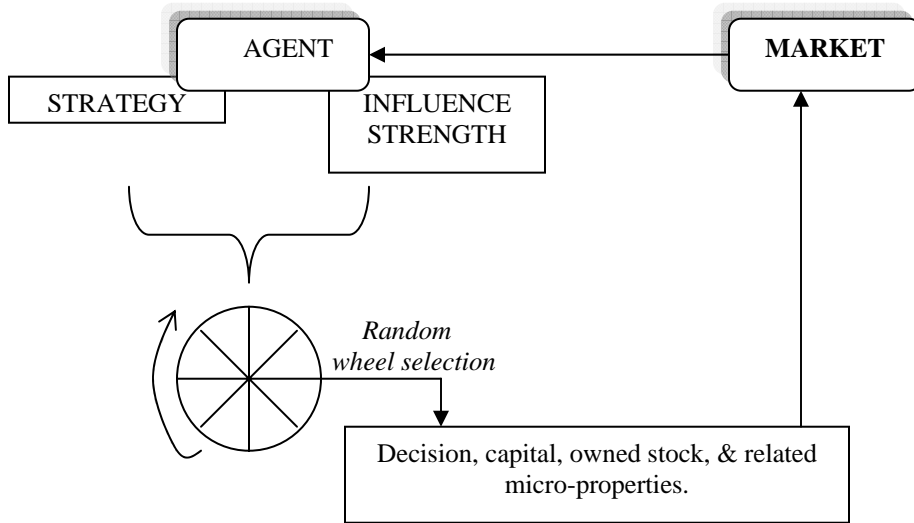 AGENT
MARKET
STRATEGY
INFLUENCE
STRENGTH
Random
wheel selection
Decision, capital, owned stock, & related
micro-properties.